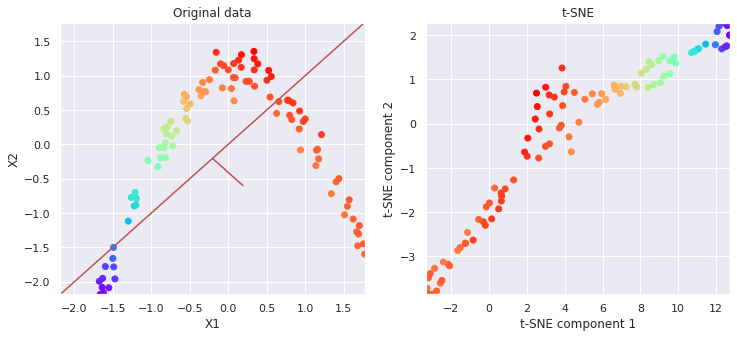 Original data
t-SNE
1.5
1.0
0.5
0.0
−0.5
−1.0
−1.5
−2.0
X2
−2.0 −1.5 −1.0 −0.5 0.0 0.5 1.0 1.5
X1
2
1
0
−1
−2
−3
t-SNE component 2
−2 0 2 4 6 8 10 12
t-SNE component 1